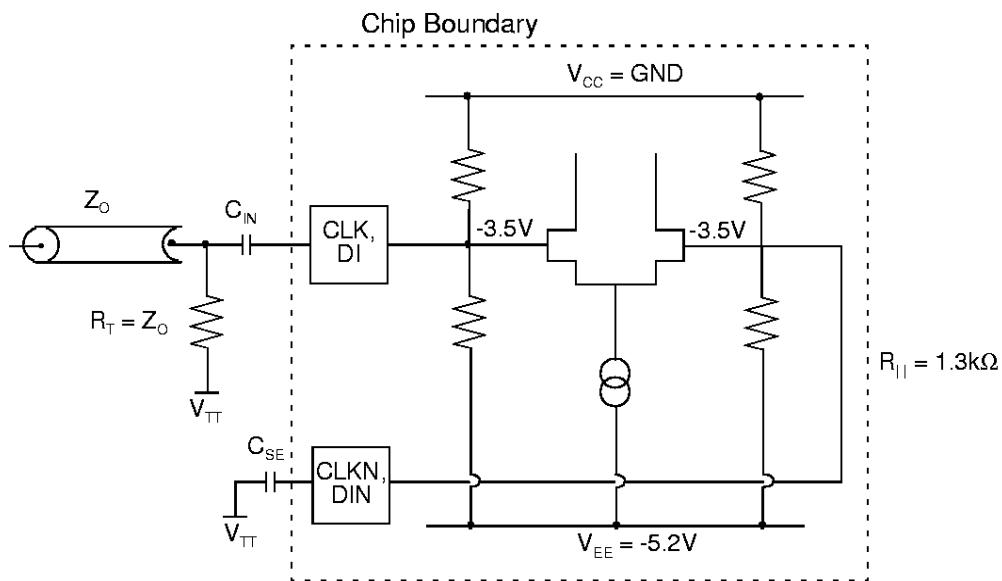 Chip Boundary
V_CC = GND
Z_O
C_IN
CLK,
DI
-3.5V
-3.5V
R_T = Z_O
R_|| = 1.3kΩ
V_TT
C_SE
CLKN,
DIN
V_TT
V_EE = -5.2V